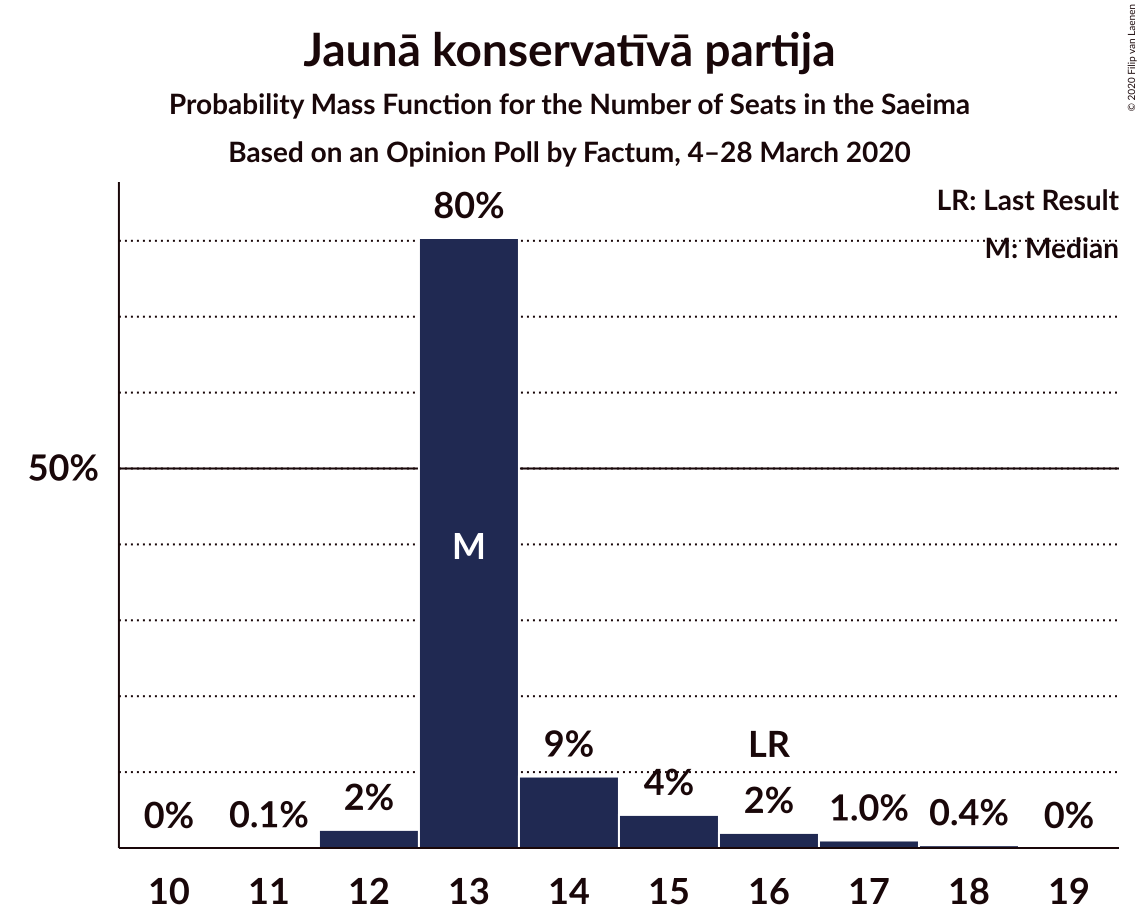 Jaunā konservatīvā partija
Probability Mass Function for the Number of Seats in the Saeima
Based on an Opinion Poll by Factum, 4–28 March 2020
© 2020 Filip van Laenen
LR: Last Result
M: Median
80%
50%
M
9%
LR
4%
2%
2%
1.0%
0.4%
0%
0.1%
0%
10 11 12 13 14 15 16 17 18 19